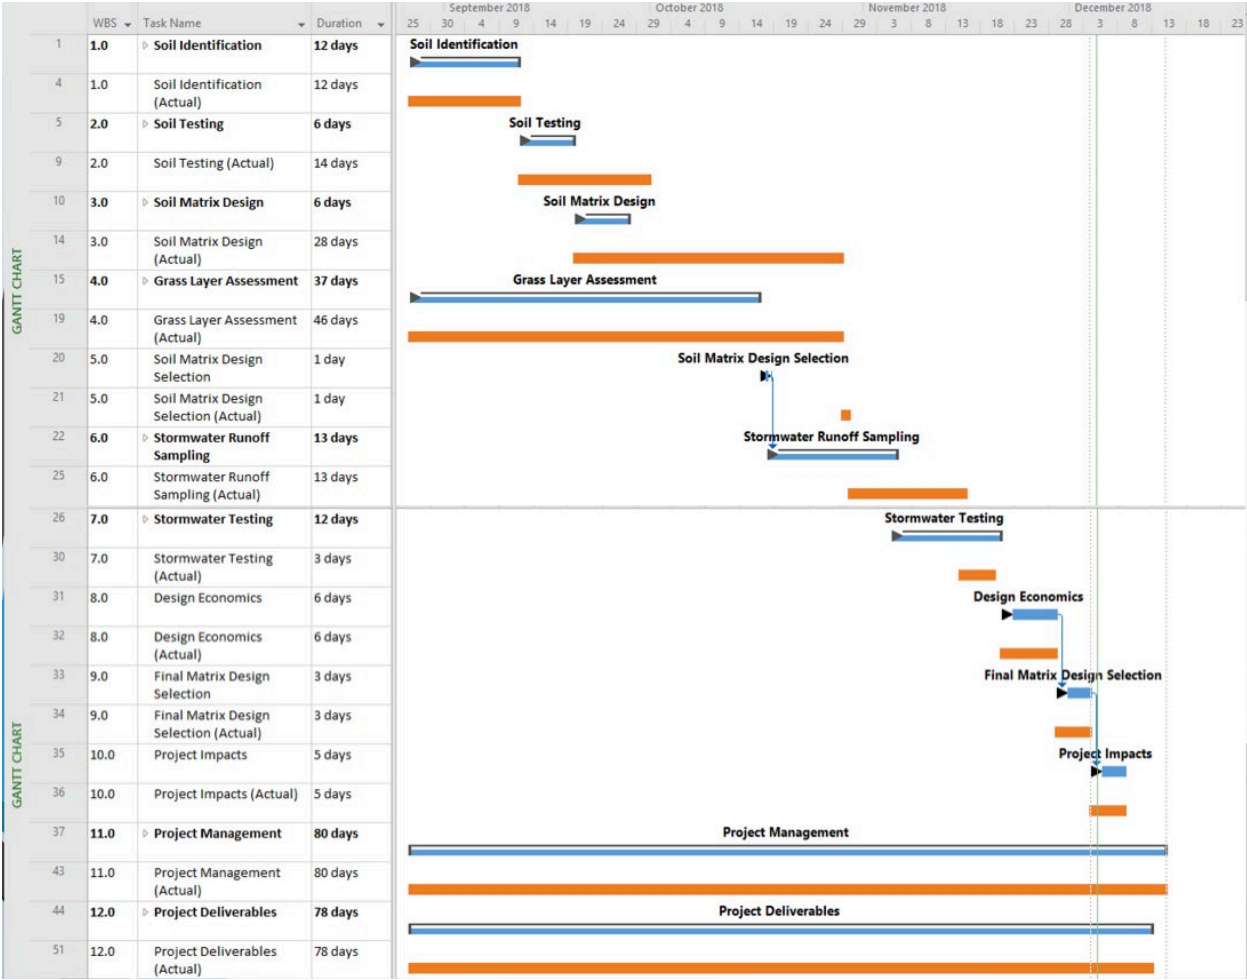 September 2018 October 2018 November 2018 December 2018
WBS Task Name Duration 25 30 4 9 14 19 24 29 4 9 14 19 24 29 3 8 13 18 23 28 3 8 13 18 23
1 1.0 Soil Identification 12 days Soil Identification
4 1.0 Soil Identification 12 days
(Actual)
5 2.0 Soil Testing 6 days Soil Testing
9 2.0 Soil Testing (Actual) 14 days
10 3.0 Soil Matrix Design 6 days Soil Matrix Design
14 3.0 Soil Matrix Design 28 days
(Actual)
15 4.0 Grass Layer Assessment 37 days Grass Layer Assessment
19 4.0 Grass Layer Assessment 46 days
(Actual)
20 5.0 Soil Matrix Design 1 day Soil Matrix Design Selection
Selection
21 5.0 Soil Matrix Design 1 day
Selection (Actual)
22 6.0 Stormwater Runoff 13 days Stormwater Runoff Sampling
Sampling
25 6.0 Stormwater Runoff 13 days
Sampling (Actual)
GANTT CHART
26 7.0 Stormwater Testing 12 days Stormwater Testing
30 7.0 Stormwater Testing 3 days
(Actual)
31 8.0 Design Economics 6 days Design Economics
32 8.0 Design Economics 6 days
(Actual)
33 9.0 Final Matrix Design 3 days Final Matrix Design Selection
Selection
34 9.0 Final Matrix Design 3 days
Selection (Actual)
35 10.0 Project Impacts 5 days Project Impacts
36 10.0 Project Impacts (Actual) 5 days
37 11.0 Project Management 80 days Project Management
43 11.0 Project Management 80 days
(Actual)
44 12.0 Project Deliverables 78 days Project Deliverables
51 12.0 Project Deliverables 78 days
(Actual)
GANTT CHART